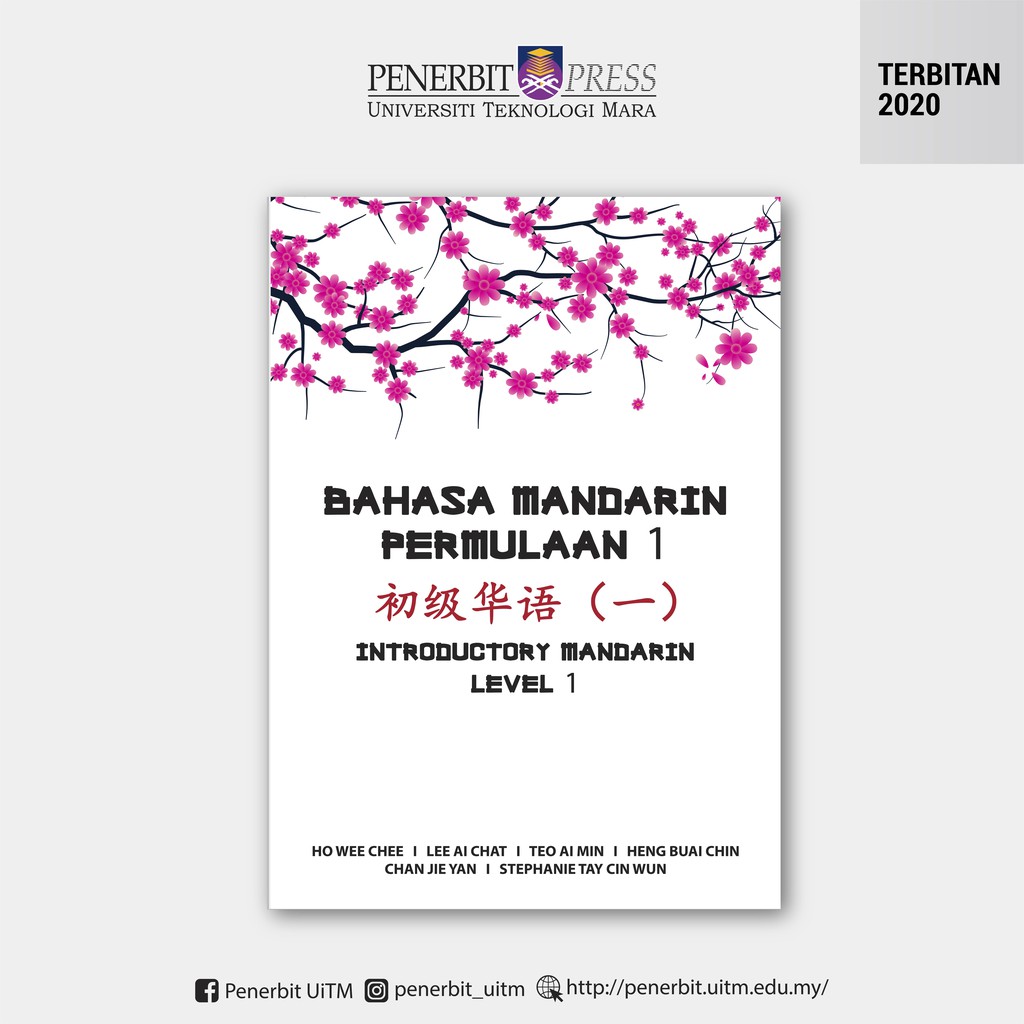 PENERBIT PRESS
UNIVERSITI TEKNOLOGI MARA
TERBITAN
2020
BAHASA MANDARIN
PERMULAAN 1
初级华语（一）
INTRODUCTORY MANDARIN
LEVEL 1
HO WEE CHEE I LEE AI CHAT I TEO AI MIN I HENG BUAI CHIN
CHAN JIE YAN I STEPHANIE TAY CIN WUN
Penerbit UiTM penerbit_uitm http://penerbit.uitm.edu.my/